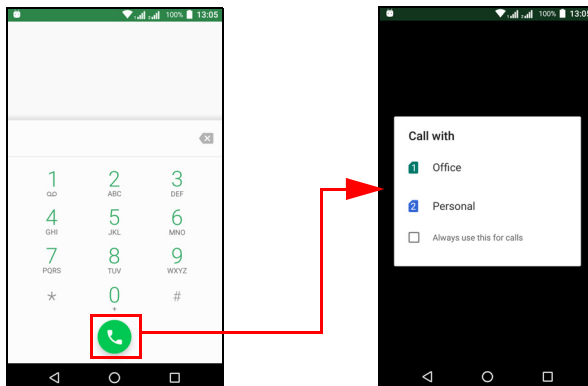 100% 13:05
1 2 3
ABC DEF
4 5 6
GHI JKL MNO
7 8 9
PQRS TUV WXYZ
* 0 #
+
100% 13:05
Call with
1 Office
2 Personal
Always use this for calls